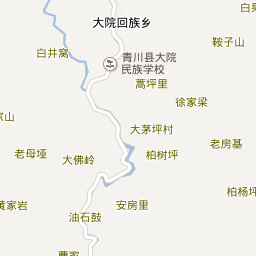 大院回族乡
鞍子山
白井窝
青川县大院
民族学校
蒿坪里
徐家梁
家山
大茅坪村
老房基
老母垭
大佛岭
柏树坪
柏杨坪
黄家岩
安房里
油石鼓